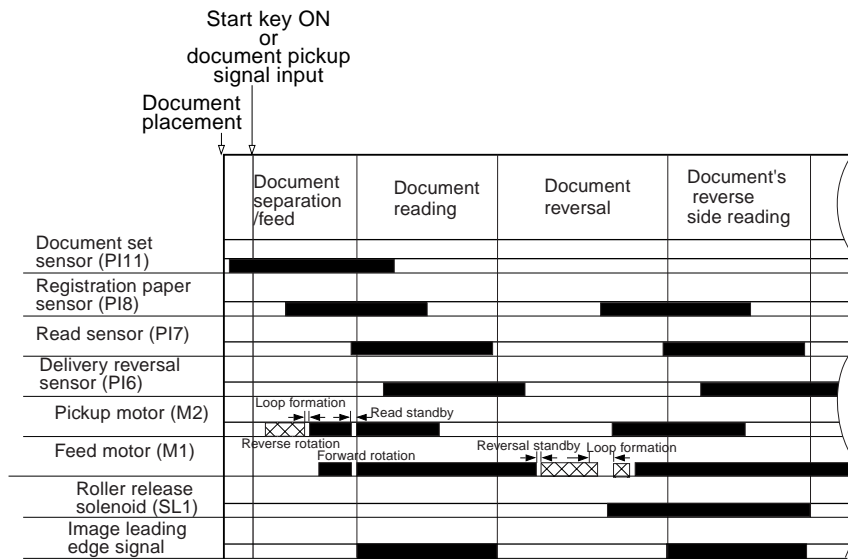 Start key ON
or
document pickup
signal input
Document
placement
Document
separation
/feed
Document
reading
Document
reversal
Document's
reverse
side reading
Document set
sensor (PI11)
Registration paper
sensor (PI8)
Read sensor (PI7)
Delivery reversal
sensor (PI6)
Loop formation
Read standby
Pickup motor (M2)
Reverse rotation
Reversal standby
Loop formation
Feed motor (M1)
Forward rotation
Roller release
solenoid (SL1)
Image leading
edge signal